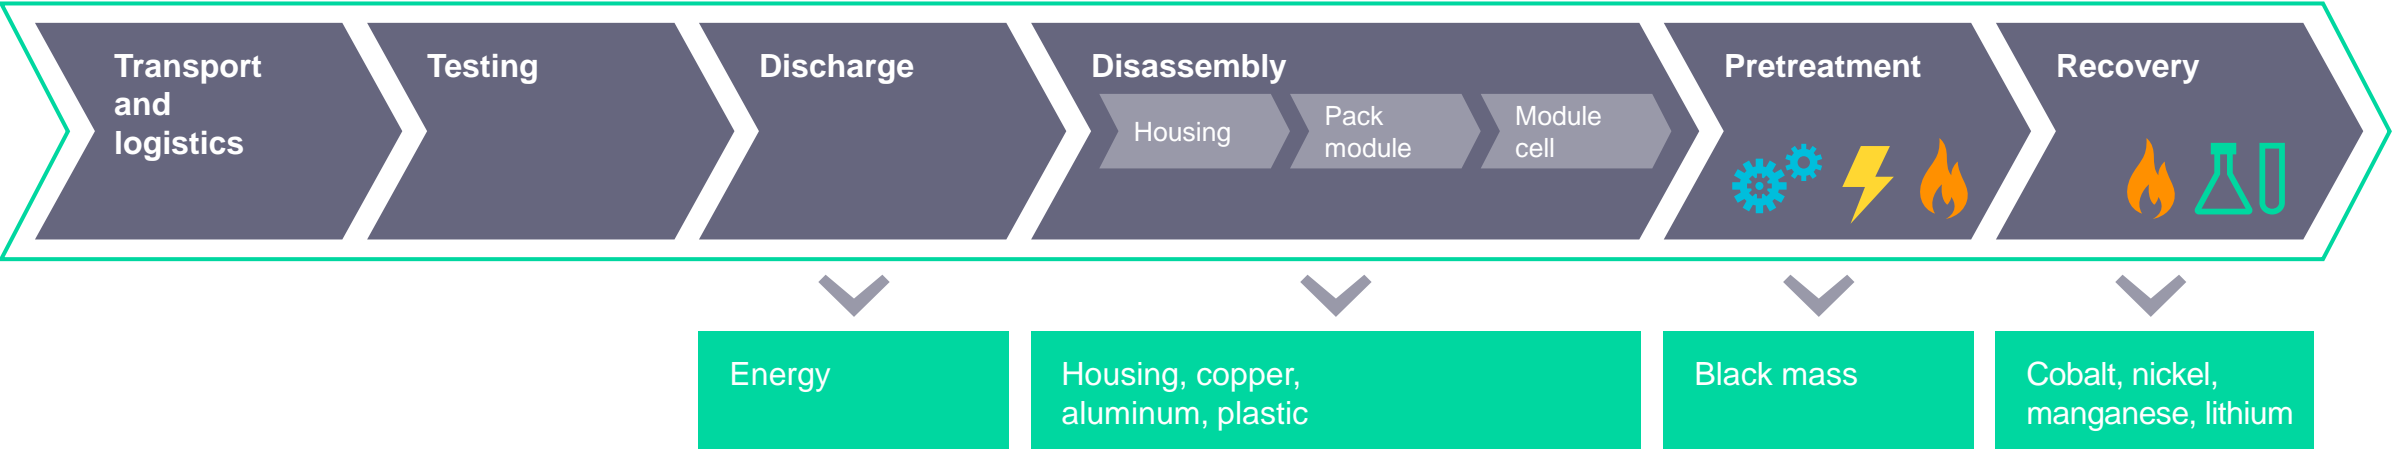 Transport
and
logistics
Testing
Discharge
Disassembly
Housing
Pack
module
Module
cell
Pretreatment
Recovery
Energy
Housing, copper,
aluminum, plastic
Black mass
Cobalt, nickel,
manganese, lithium